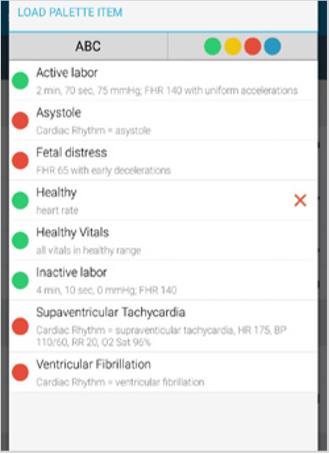 LOAD PALETTE ITEM
ABC
Active labor
2 min, 70 sec, 75 mmHg; FHR 140 with uniform accelerations
Asystole
Cardiac Rhythm = asystole
Fetal distress
FHR 65 with early decelerations
Healthy
heart rate
Healthy Vitals
all vitals in healthy range
Inactive labor
4 min, 10 sec, 0 mmHg; FHR 140
Supaventricular Tachycardia
Cardiac Rhythm = supraventricular tachycardia, HR 175, BP
110/60, RR 20, O2 Sat 96%
Ventricular Fibrillation
Cardiac Rhythm = ventricular fibrillation